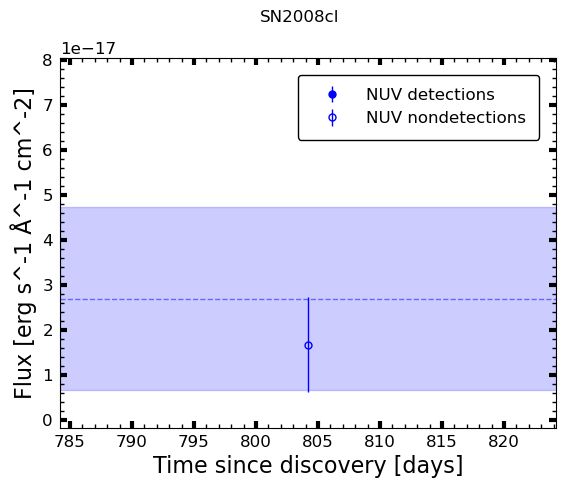 SN2008cl
1e−17
8
7
6
5
4
3
2
1
0
Flux [erg s^-1 Å^-1 cm^-2]
NUV detections
NUV nondetections
785 790 795 800 805 810 815 820
Time since discovery [days]